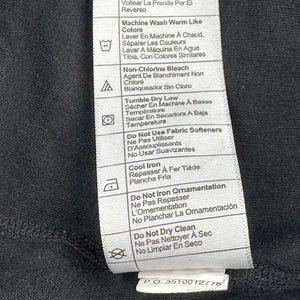 Voltear La Prenda Por El
Reverso
Machine Wash Warm Like
Colors
Laver À Machine À Chaud,
Séparer Les Couleurs
Lavar A Máquina En Agua
Tibia, Con Colores Similares
Non-Chlorine Bleach
Agent De Blanchiment Non
Chloré
Blanqueador Sin Cloro
Tumble Dry Low
Sécher En Machine À Basse
Température
Secar En Secadora A Baja
Temperatura
Do Not Use Fabric Softeners
Ne Pas Utiliser
D'Assouplissants
No Usar Suavizantes
Cool Iron
Repasser À Fer Tiède
Plancha Fría
Do Not Iron Ornamentation
Ne Pas Repasser
L'Ornementation
No Planchar La Decoración
Do Not Dry Clean
Ne Pas Nettoyer À Sec
No Limpiar En Seco
P.O. 3510012776